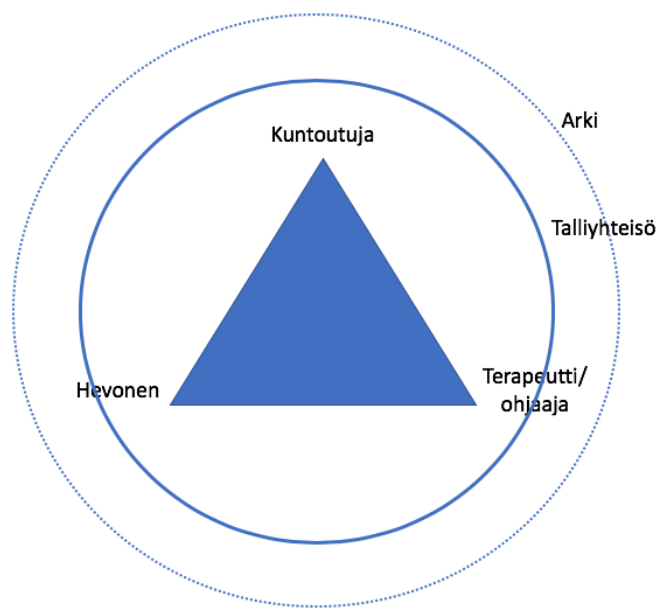 Arki
Kuntoutuja
Talliyhteisö
Hevonen
Terapeutti/
ohjaaja